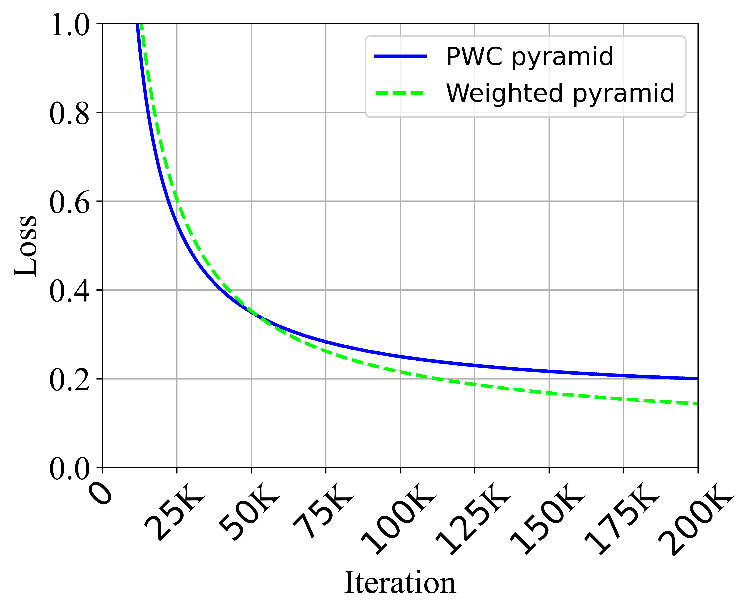 1.0
0.8
0.6
0.4
0.2
0.0
Loss
PWC pyramid
Weighted pyramid
0
25K
50K
75K
100K
125K
150K
175K
200K
Iteration